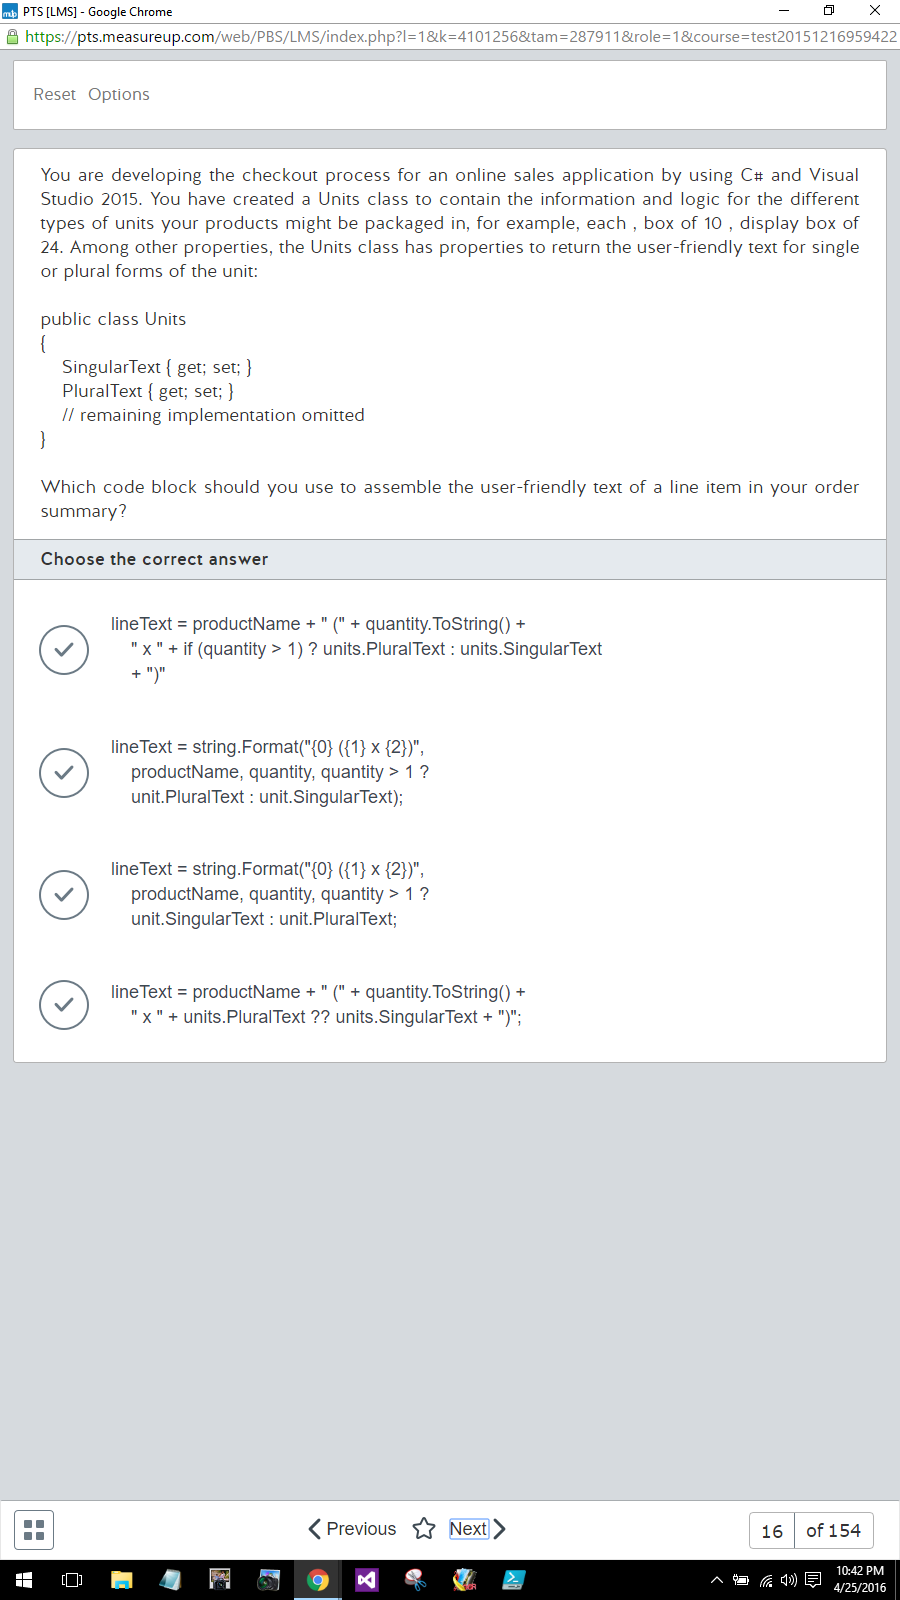 PTS [LMS] - Google Chrome
https://pts.measureup.com/web/PBS/LMS/index.php?l=1&k=4101256&tam=287911&role=1&course=test20151216959422
Reset Options
You are developing the checkout process for an online sales application by using C# and Visual
Studio 2015. You have created a Units class to contain the information and logic for the different
types of units your products might be packaged in, for example, each , box of 10 , display box of
24. Among other properties, the Units class has properties to return the user-friendly text for single
or plural forms of the unit:
public class Units
{
SingularText { get; set; }
PluralText { get; set; }
// remaining implementation omitted
}
Which code block should you use to assemble the user-friendly text of a line item in your order
summary?
Choose the correct answer
lineText = productName + " (" + quantity.ToString() +
" x " + if (quantity > 1) ? units.PluralText : units.SingularText
+ ")"
lineText = string.Format("{0} ({1} x {2})",
productName, quantity, quantity > 1 ?
unit.PluralText : unit.SingularText);
lineText = string.Format("{0} ({1} x {2})",
productName, quantity, quantity > 1 ?
unit.SingularText : unit.PluralText;
lineText = productName + " (" + quantity.ToString() +
" x " + units.PluralText ?? units.SingularText + ")";
Previous Next 16 of 154
10:42 PM
4/25/2016